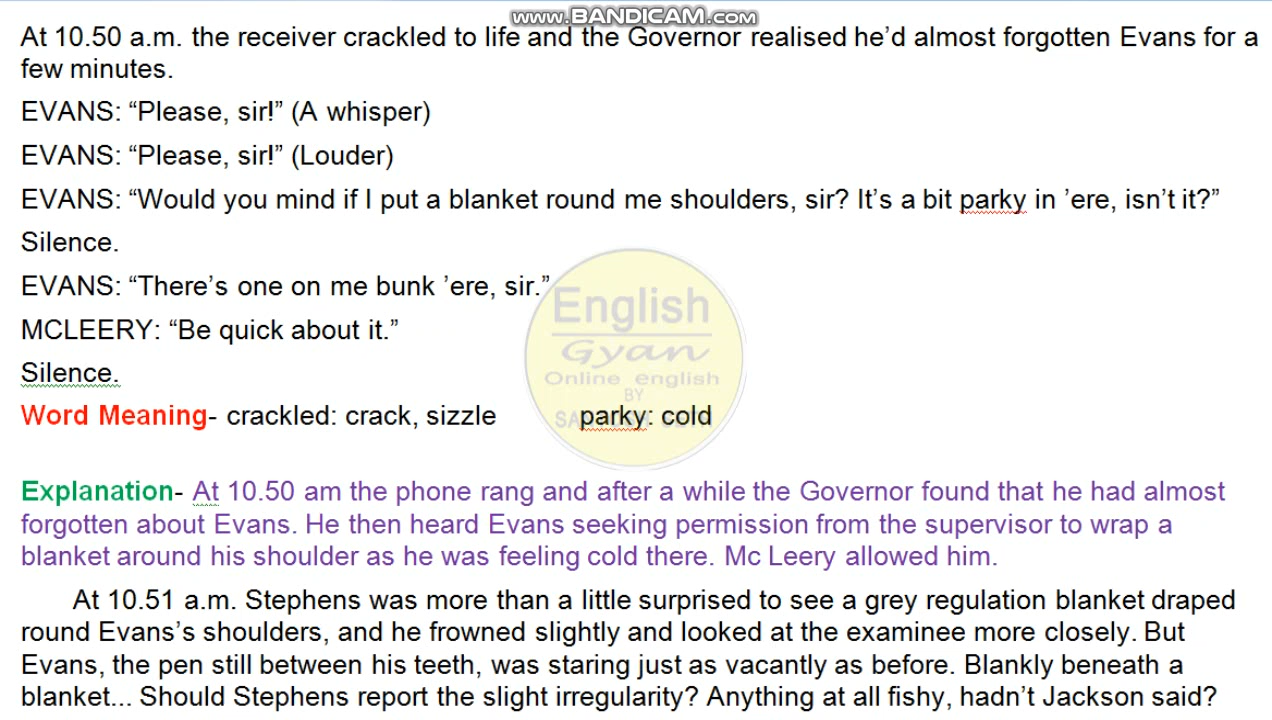 www.BANDICAM.com
At 10.50 a.m. the receiver crackled to life and the Governor realised he’d almost forgotten Evans for a
few minutes.
EVANS: “Please, sir!” (A whisper)
EVANS: “Please, sir!” (Louder)
EVANS: “Would you mind if I put a blanket round me shoulders, sir? It’s a bit parky in ’ere, isn’t it?”
Silence.
EVANS: “There’s one on me bunk ’ere, sir.”
MCLEERY: “Be quick about it.”
Silence.
English
Gyan
Online english
BY
Word Meaning- crackled: crack, sizzle parky: cold
Explanation- At 10.50 am the phone rang and after a while the Governor found that he had almost
forgotten about Evans. He then heard Evans seeking permission from the supervisor to wrap a
blanket around his shoulder as he was feeling cold there. Mc Leery allowed him.
At 10.51 a.m. Stephens was more than a little surprised to see a grey regulation blanket draped
round Evans’s shoulders, and he frowned slightly and looked at the examinee more closely. But
Evans, the pen still between his teeth, was staring just as vacantly as before. Blankly beneath a
blanket... Should Stephens report the slight irregularity? Anything at all fishy, hadn’t Jackson said?